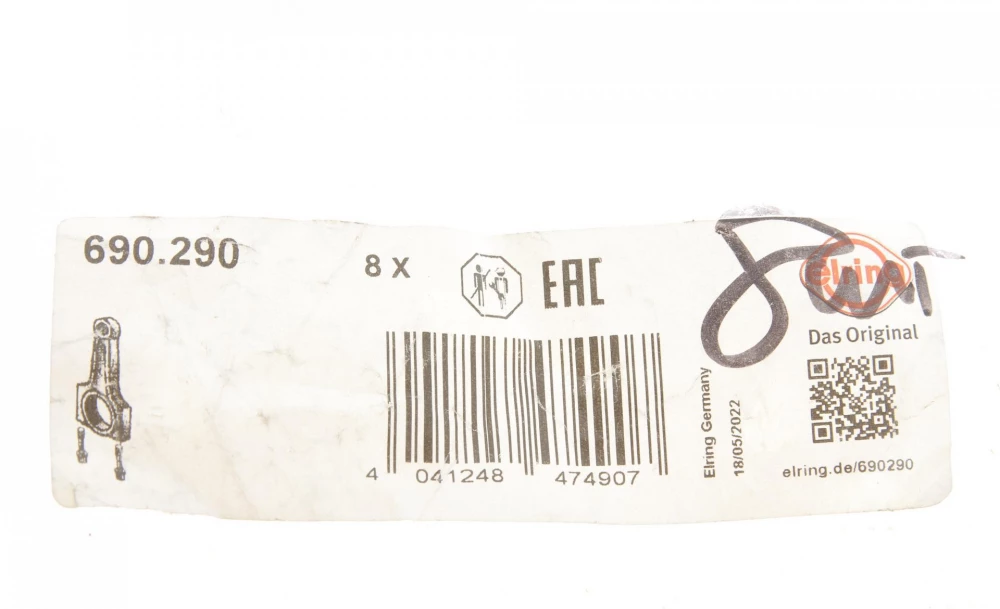 690.290
8 x
EAC
elring
Das Original
4 041248 474907
Elring Germany
18/05/2022
elring.de/690290